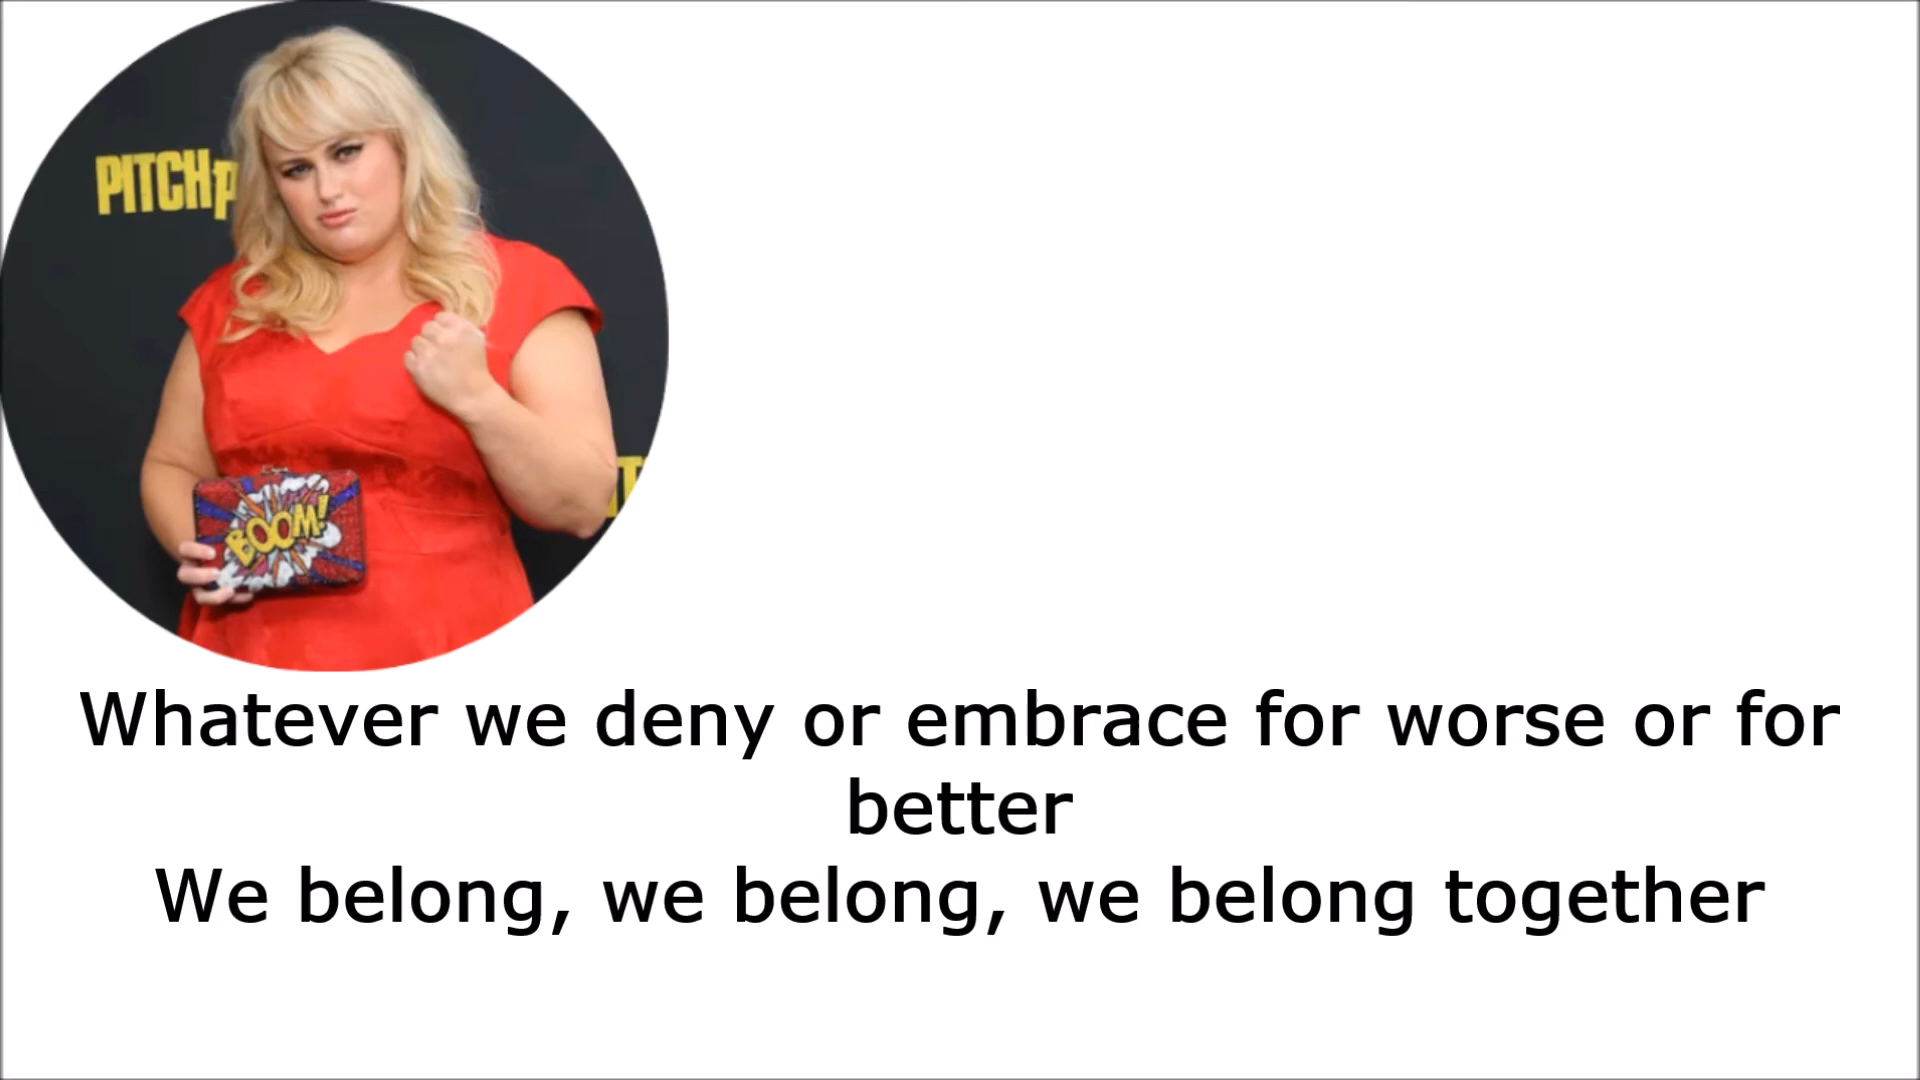 PITCH P
BOOM!
Whatever we deny or embrace for worse or for
better
We belong, we belong, we belong together